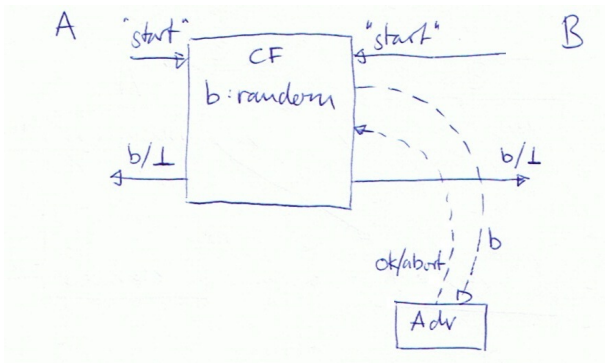 A
B
"start"
"start"
CF
b:random
b/⊥
b/⊥
b
ok/abort
Adv